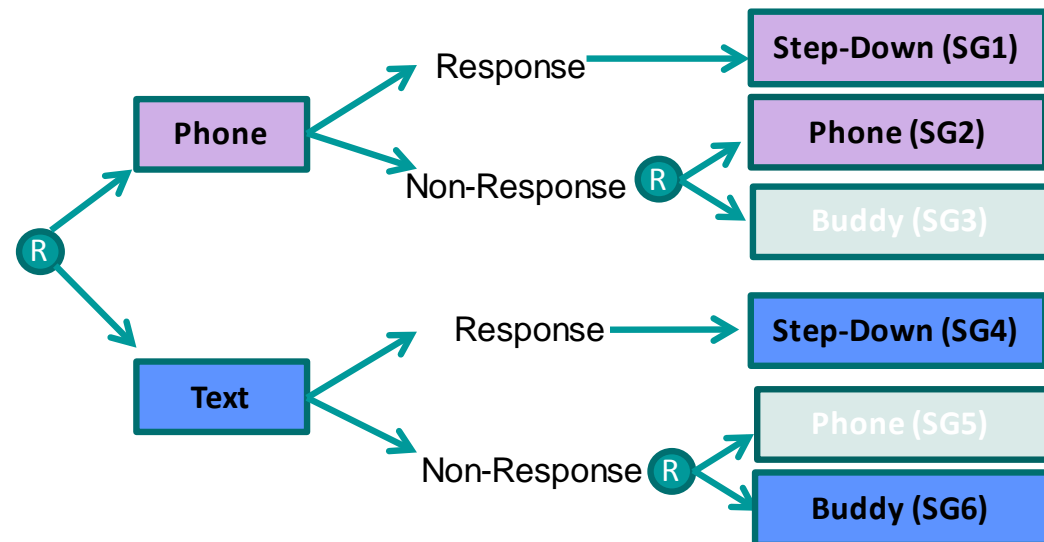 R
Phone
Response
Non-Response
R
Step-Down (SG1)
Phone (SG2)
Buddy (SG3)
Text
Response
Non-Response
R
Step-Down (SG4)
Phone (SG5)
Buddy (SG6)